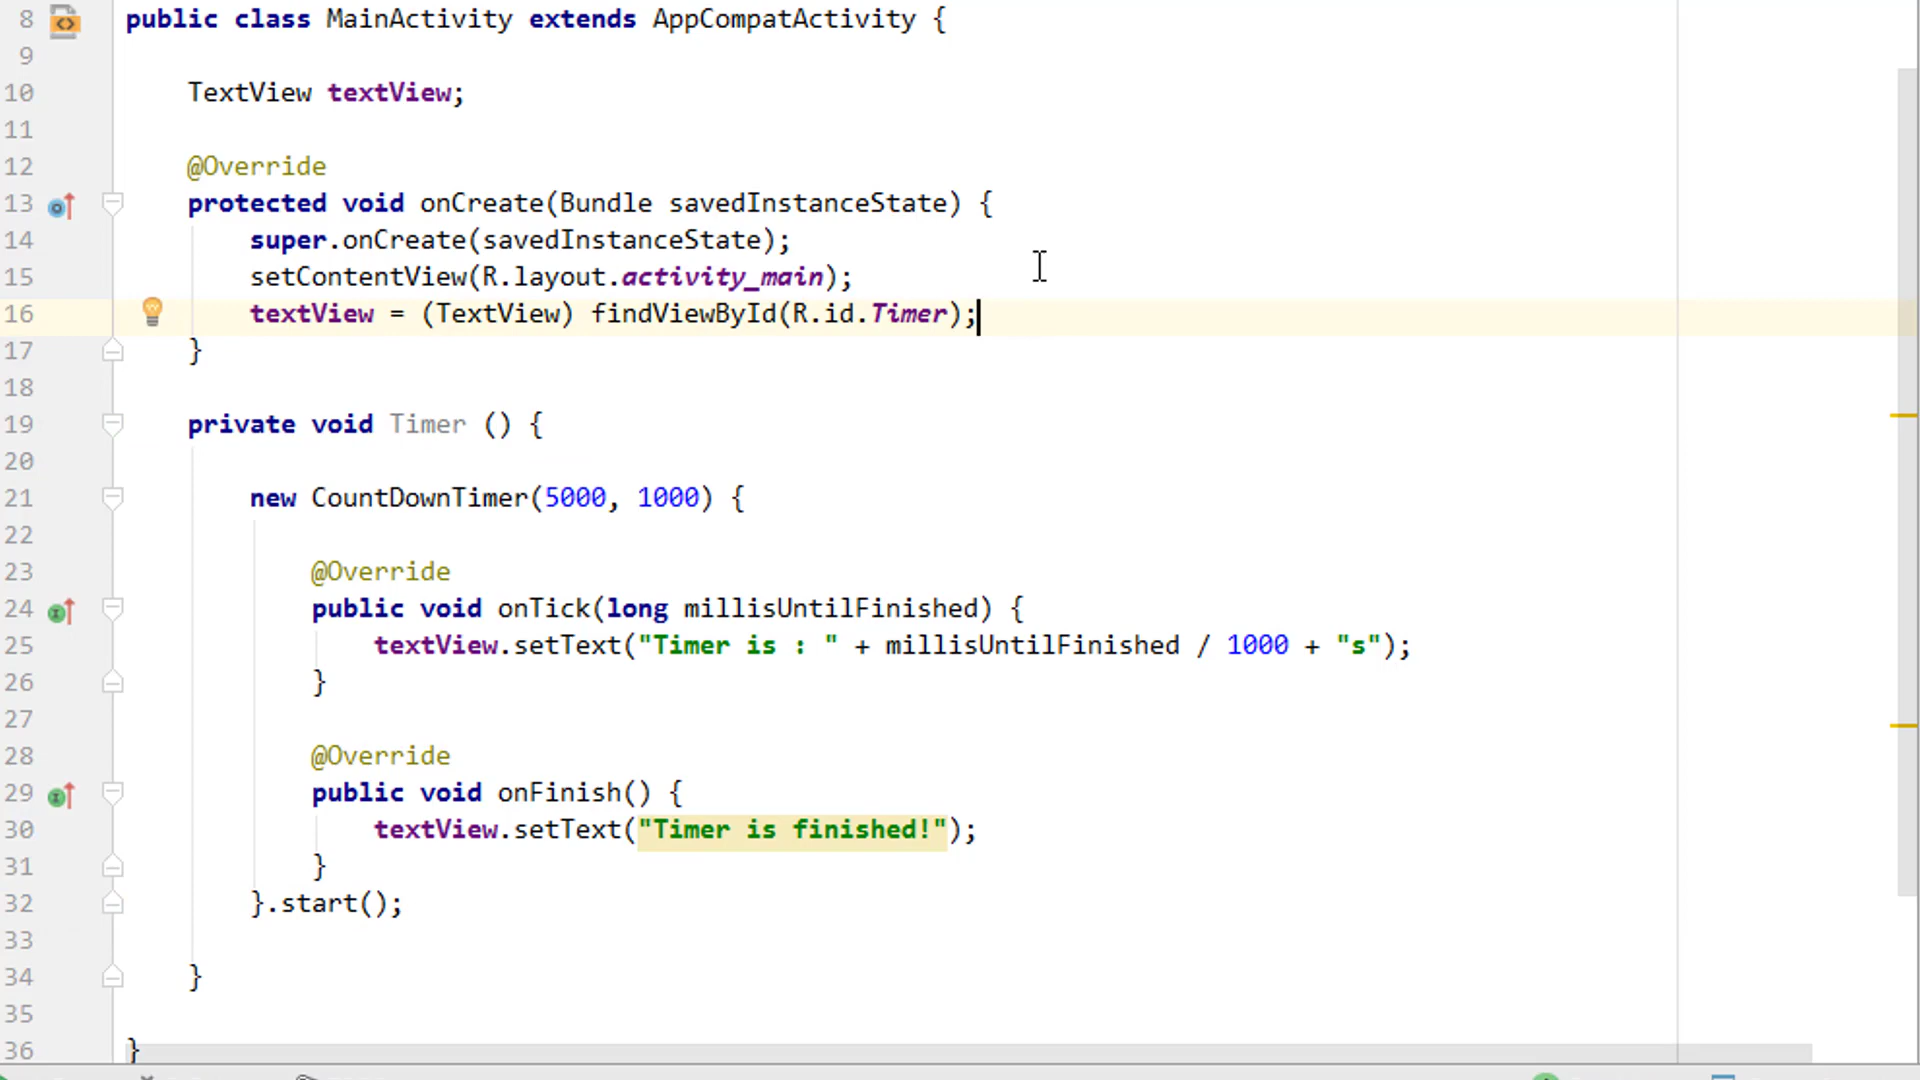 8 public class MainActivity extends AppCompatActivity {
9
10 TextView textView;
11
12 @Override
13 protected void onCreate(Bundle savedInstanceState) {
14 super.onCreate(savedInstanceState);
15 setContentView(R.layout.activity_main);
16 textView = (TextView) findViewById(R.id.Timer);
17 }
18
19 private void Timer () {
20
21 new CountDownTimer(5000, 1000) {
22
23 @Override
24 public void onTick(long millisUntilFinished) {
25 textView.setText("Timer is : " + millisUntilFinished / 1000 + "s");
26 }
27
28 @Override
29 public void onFinish() {
30 textView.setText("Timer is finished!");
31 }
32 }.start();
33
34 }
35
36 }